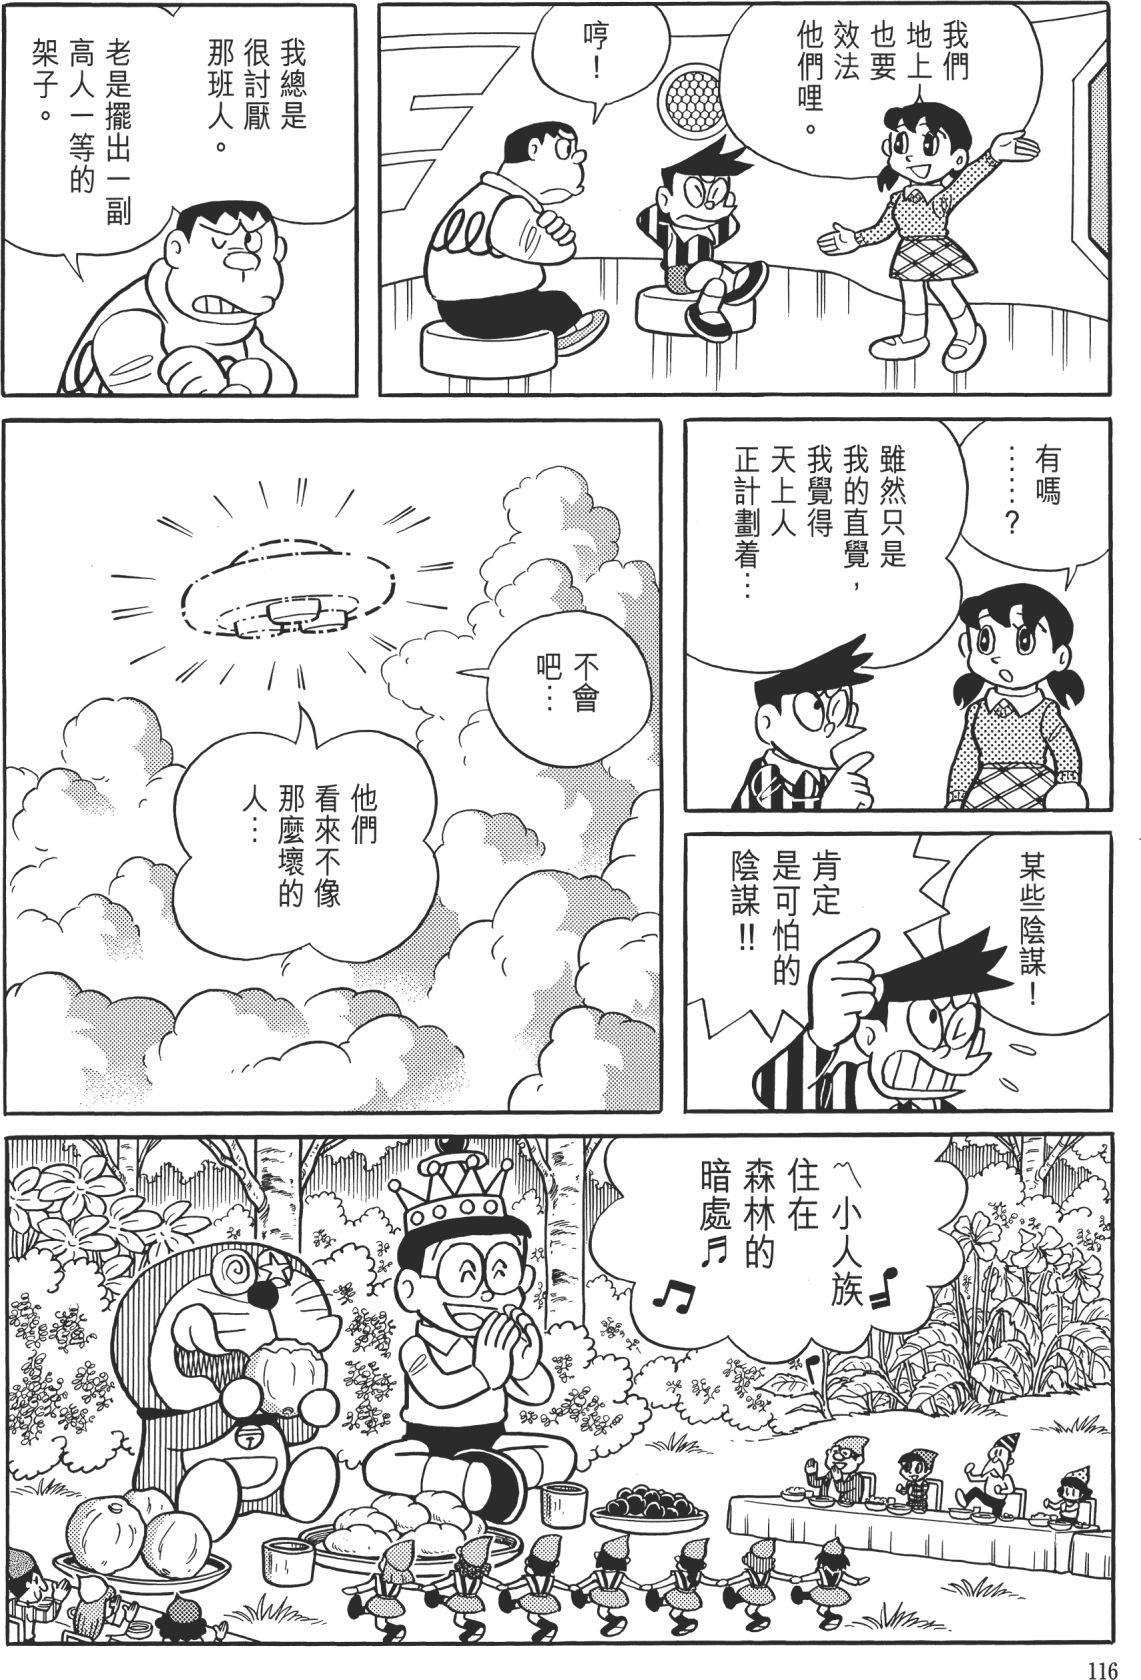 我們
地上
也要
效法
他們哩。
哼！
我總是
很討厭
那班人。
老是擺出一副
高人一等的
架子。
有嗎
……?
雖然只是
我的直覺，
我覺得
天上人
正計劃着…
不會
吧…
他們
看來不像
那麼壞的
人…
某些陰謀！
肯定
是可怕的
陰謀!!
〽小人族♪
住在
森林的
暗處♬
♫
♪
116